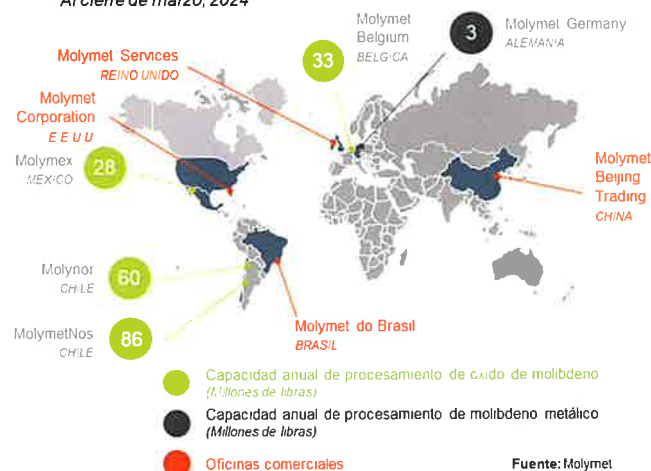 Al cierre de marzo, 2024
Molymet
Belgium
BELGICA
33
3
Molymet Germany
ALEMANIA
Molymet Services
REINO UNIDO
Molymet
Corporation
EEUU
Molymex
MEXICO
28
Molymet
Beijing
Trading
CHINA
Molynor
CHILE
60
MolymetNos
CHILE
86
Molymet do Brasil
BRASIL
Capacidad anual de procesamiento de oxido de molibdeno
(Millones de libras)
Capacidad anual de procesamiento de molibdeno metálico
(Millones de libras)
Oficinas comerciales
Fuente: Molymet